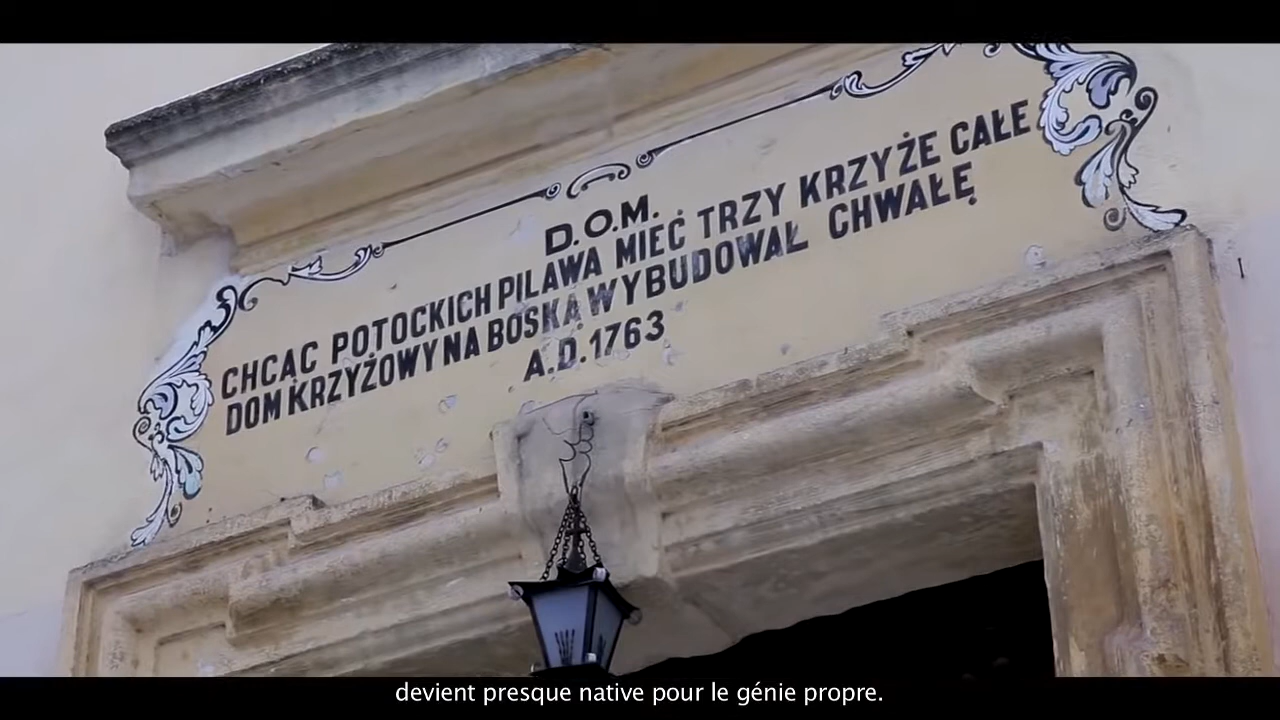 D.O.M.
CHCĄC POTOCKICH PILAWA MIEĆ TRZY KRZYŻE CAŁE
DOM KRZYŻOWY NA BOSKĄ WYBUDOWAŁ CHWAŁĘ
A.D.1763
devient presque native pour le génie propre.